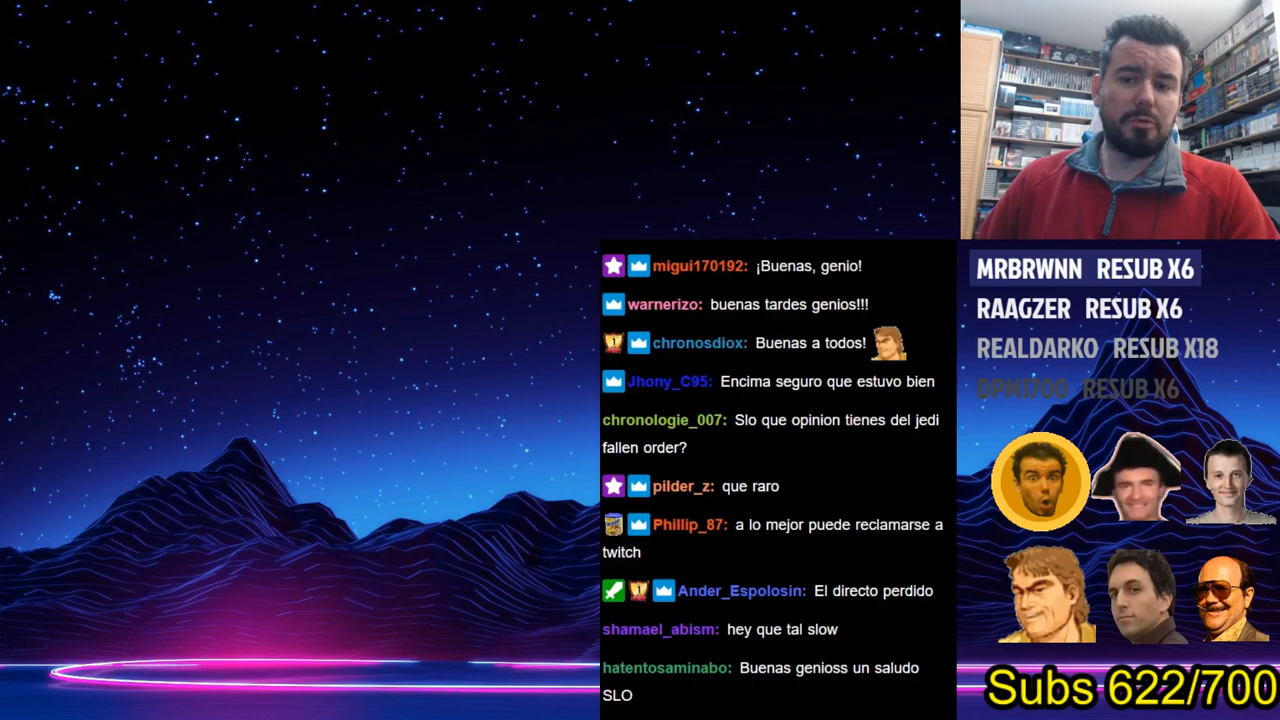 migui170192: ¡Buenas, genio!
warnerizo: buenas tardes genios!!!
chronosdiox: Buenas a todos!
Jhony_C95: Encima seguro que estuvo bien
chronologie_007: Slo que opinion tienes del jedi
fallen order?
pilder_z: que raro
Phillip_87: a lo mejor puede reclamarse a
twitch
Ander_Espolosin: El directo perdido
shamael_abism: hey que tal slow
hatentosaminabo: Buenas genioss un saludo
SLO
MRBRWNN RESUB X6
RAAGZER RESUB X6
REALDARKO RESUB X18
DPM1700 RESUB X6
Subs 622/700